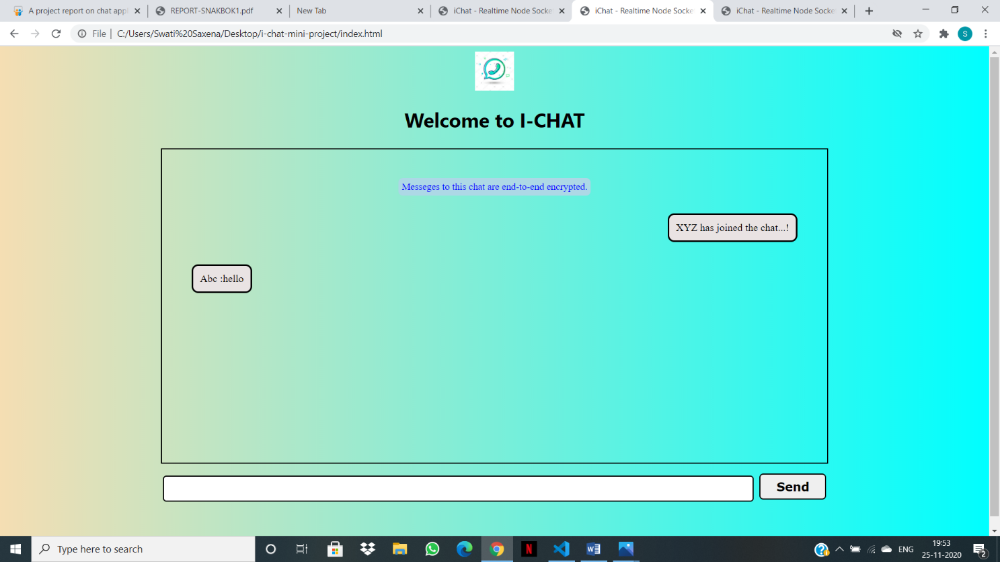 A project report on chat appl
REPORT-SNAKBOK1.pdf
New Tab
iChat - Realtime Node Socke
iChat - Realtime Node Socke
iChat - Realtime Node Socke
File | C:/Users/Swati%20Saxena/Desktop/i-chat-mini-project/index.html
S
Welcome to I-CHAT
Messeges to this chat are end-to-end encrypted.
XYZ has joined the chat...!
Abc :hello
Send
Type here to search
N
W
?
ENG
19:53
25-11-2020
2